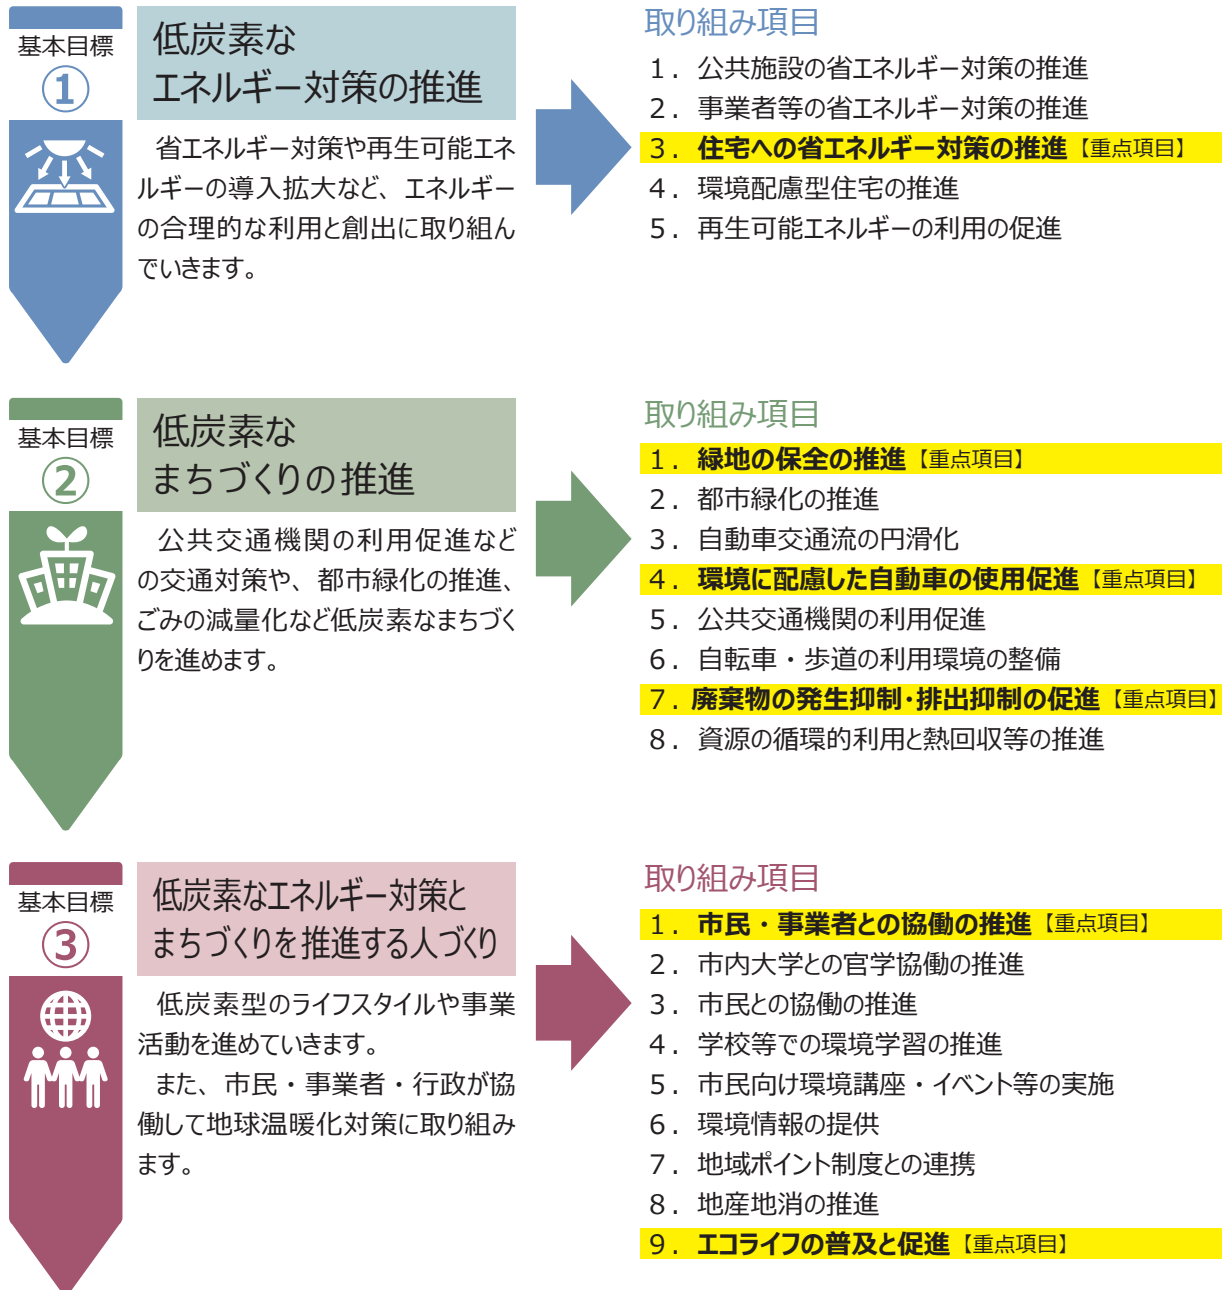 基本目標
①
低炭素な
エネルギー対策の推進
省エネルギー対策や再生可能エネ
ルギーの導入拡大など、エネルギー
の合理的な利用と創出に取り組ん
でいきます。
取り組み項目
1．公共施設の省エネルギー対策の推進
2．事業者等の省エネルギー対策の推進
3．住宅への省エネルギー対策の推進【重点項目】
4．環境配慮型住宅の推進
5．再生可能エネルギーの利用の促進
基本目標
②
低炭素な
まちづくりの推進
公共交通機関の利用促進など
の交通対策や、都市緑化の推進、
ごみの減量化など低炭素なまちづく
りを進めます。
取り組み項目
1．緑地の保全の推進【重点項目】
2．都市緑化の推進
3．自動車交通流の円滑化
4．環境に配慮した自動車の使用促進【重点項目】
5．公共交通機関の利用促進
6．自転車・歩道の利用環境の整備
7．廃棄物の発生抑制・排出抑制の促進【重点項目】
8．資源の循環的利用と熱回収等の推進
基本目標
③
低炭素なエネルギー対策と
まちづくりを推進する人づくり
低炭素型のライフスタイルや事業
活動を進めていきます。
また、市民・事業者・行政が協
働して地球温暖化対策に取り組み
ます。
取り組み項目
1．市民・事業者との協働の推進【重点項目】
2．市内大学との官学協働の推進
3．市民との協働の推進
4．学校等での環境学習の推進
5．市民向け環境講座・イベント等の実施
6．環境情報の提供
7．地域ポイント制度との連携
8．地産地消の推進
9．エコライフの普及と促進【重点項目】